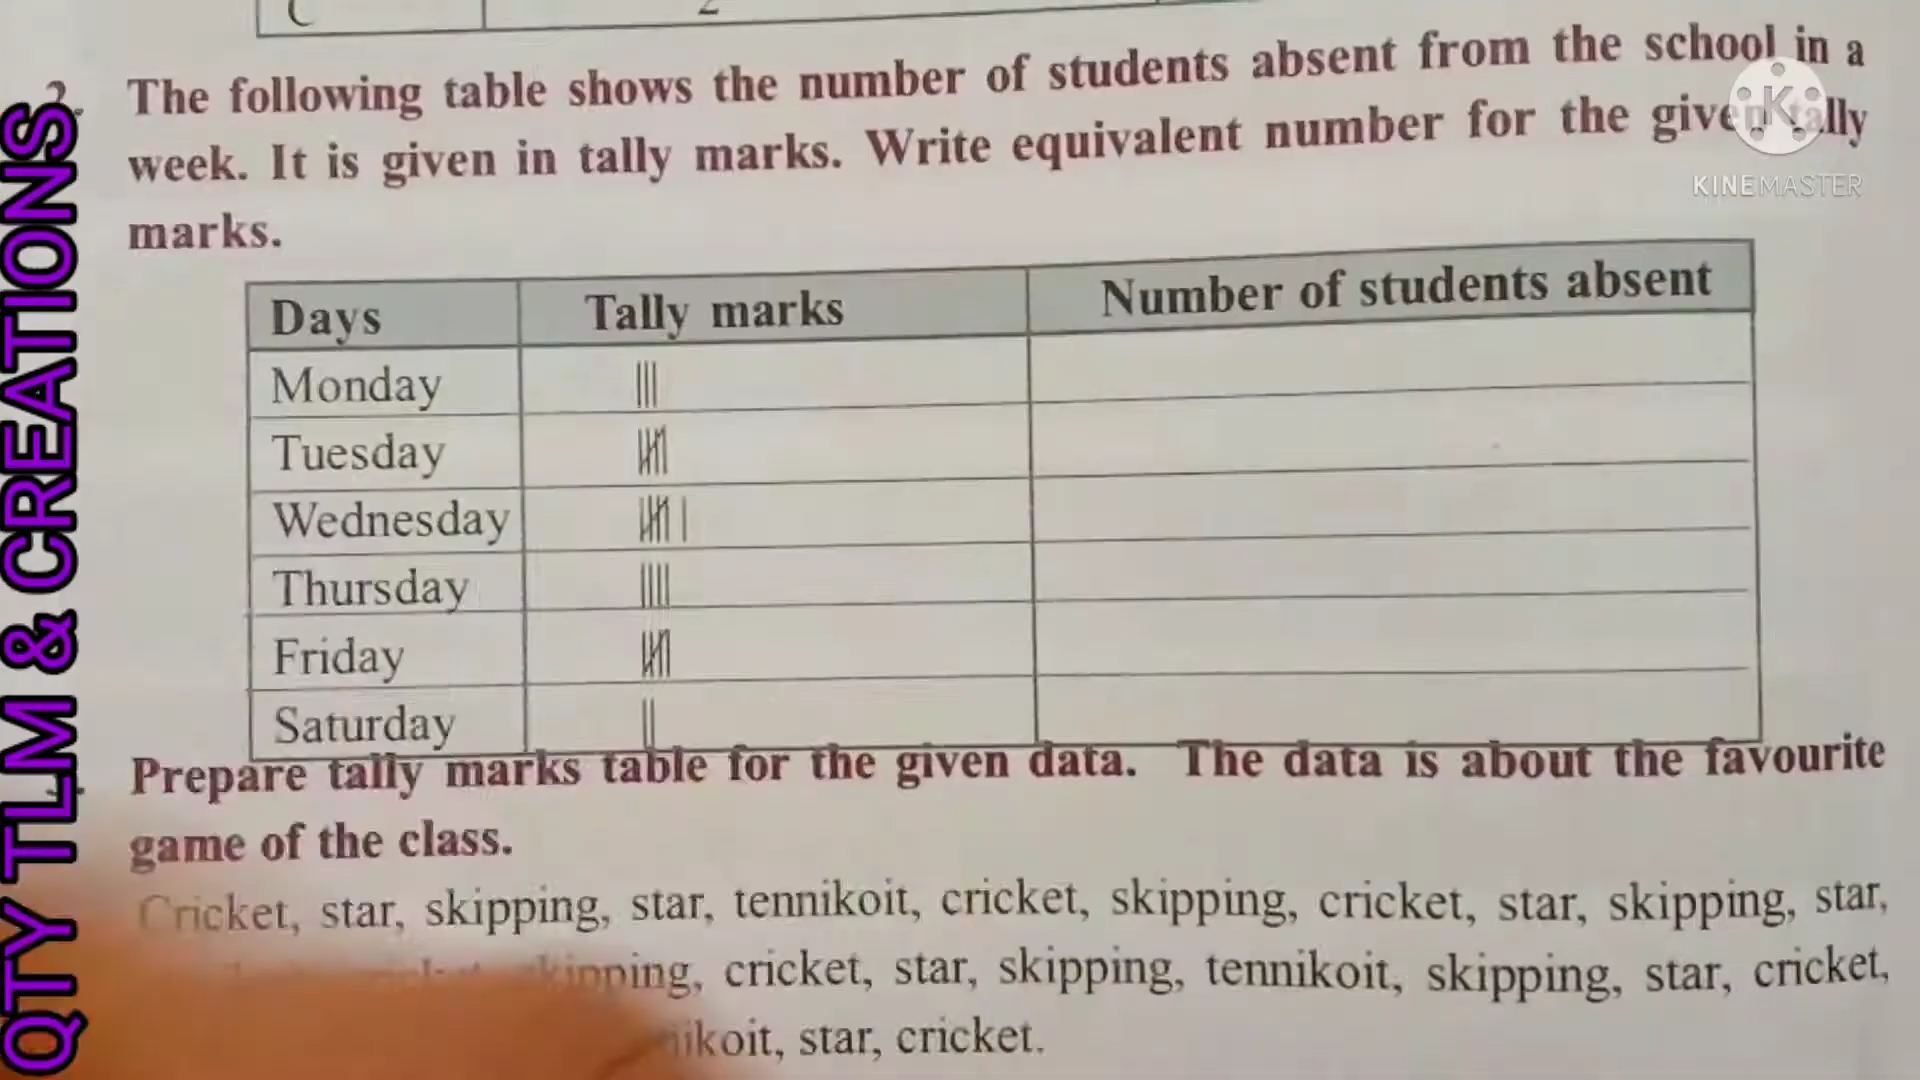 C 2
2. The following table shows the number of students absent from the school in a
week. It is given in tally marks. Write equivalent number for the given tally
marks.
KINEMASTER
Days Tally marks Number of students absent
Monday |||
Tuesday
Wednesday
Thursday ||||
Friday
Saturday ||
Prepare tally marks table for the given data. The data is about the favourite
game of the class.
Cricket, star, skipping, star, tennikoit, cricket, skipping, cricket, star, skipping, star,
skipping, cricket, star, skipping, tennikoit, skipping, star, cricket,
star, cricket.
QTY TLM & CREATIONS